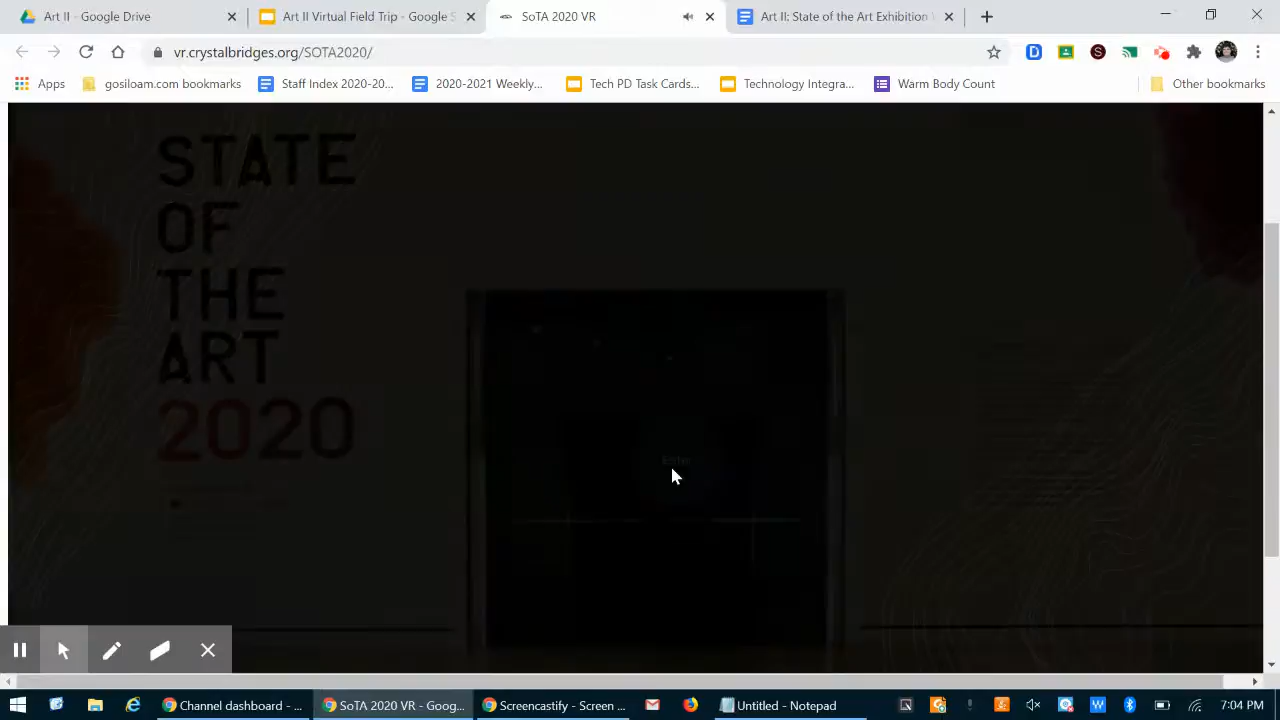 Art II - Google Drive
Art II Virtual Field Trip - Google S
SoTA 2020 VR
Art II: State of the Art Exhibition V
vr.crystalbridges.org/SOTA2020/
Apps
gosiloam.com bookmarks
Staff Index 2020-20...
2020-2021 Weekly...
Tech PD Task Cards...
Technology Integra...
Warm Body Count
Other bookmarks
STATE
OF
THE
ART
2020
Enter
Channel dashboard - ...
SoTA 2020 VR - Goog...
Screencastify - Screen ...
Untitled - Notepad
7:04 PM